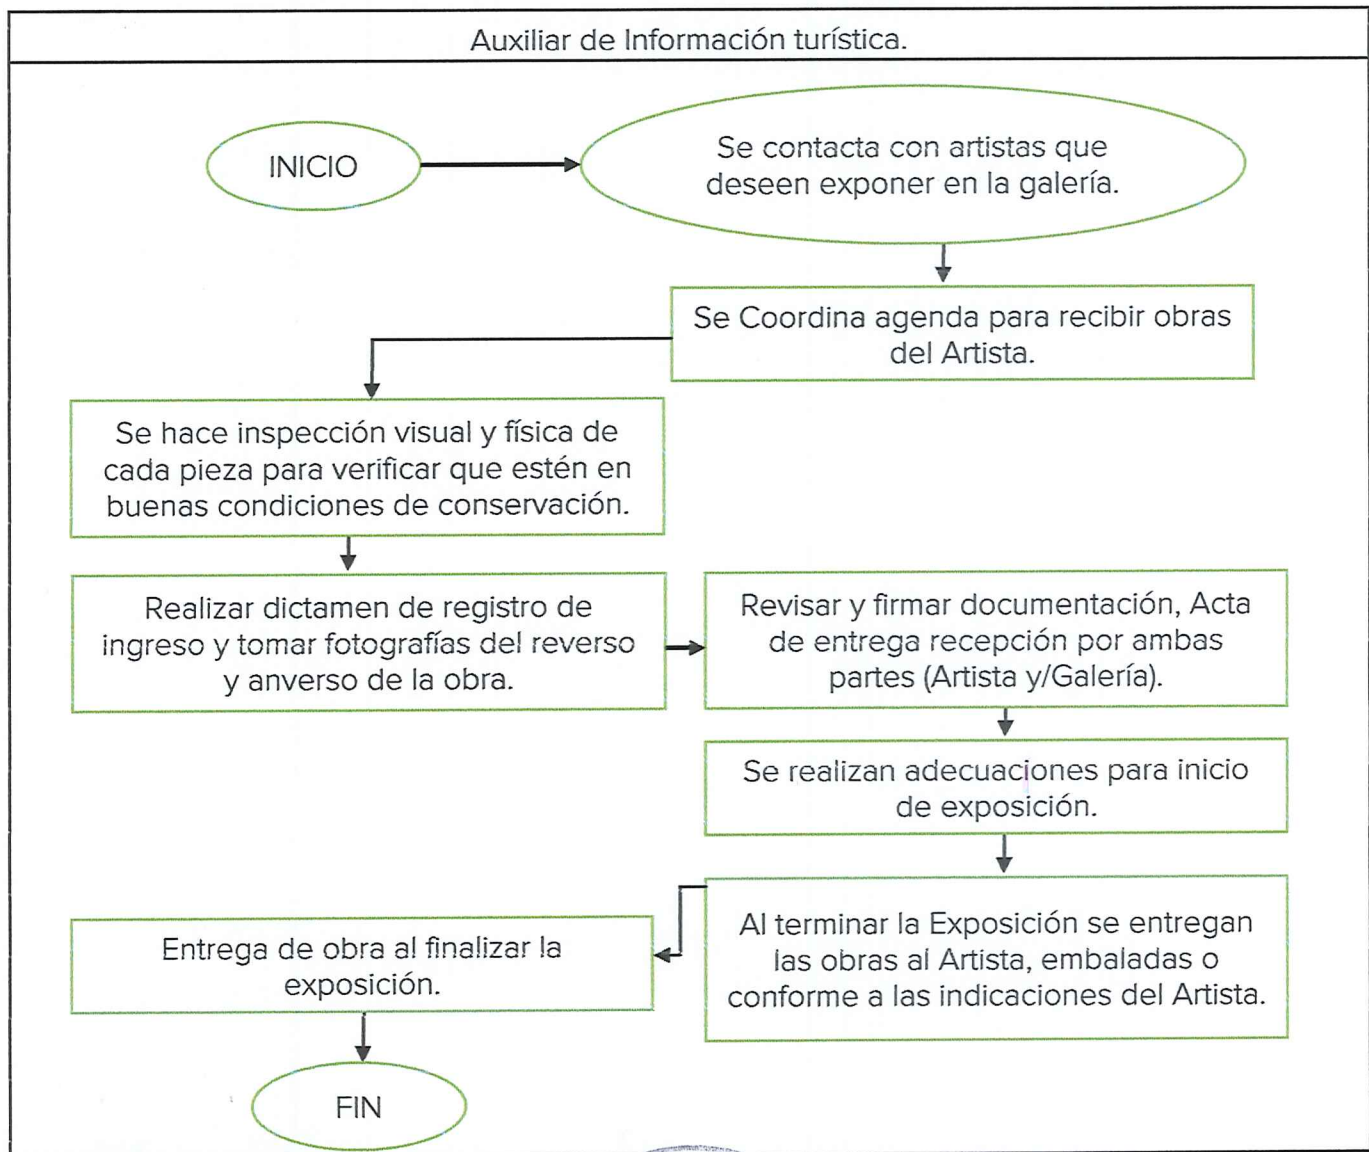 Auxiliar de Información turística.
INICIO
Se contacta con artistas que
deseen exponer en la galería.
Se Coordina agenda para recibir obras
del Artista.
Se hace inspección visual y física de
cada pieza para verificar que estén en
buenas condiciones de conservación.
Realizar dictamen de registro de
ingreso y tomar fotografías del reverso
y anverso de la obra.
Revisar y firmar documentación, Acta
de entrega recepción por ambas
partes (Artista y/Galería).
Se realizan adecuaciones para inicio
de exposición.
Al terminar la Exposición se entregan
las obras al Artista, embaladas o
conforme a las indicaciones del Artista.
Entrega de obra al finalizar la
exposición.
FIN